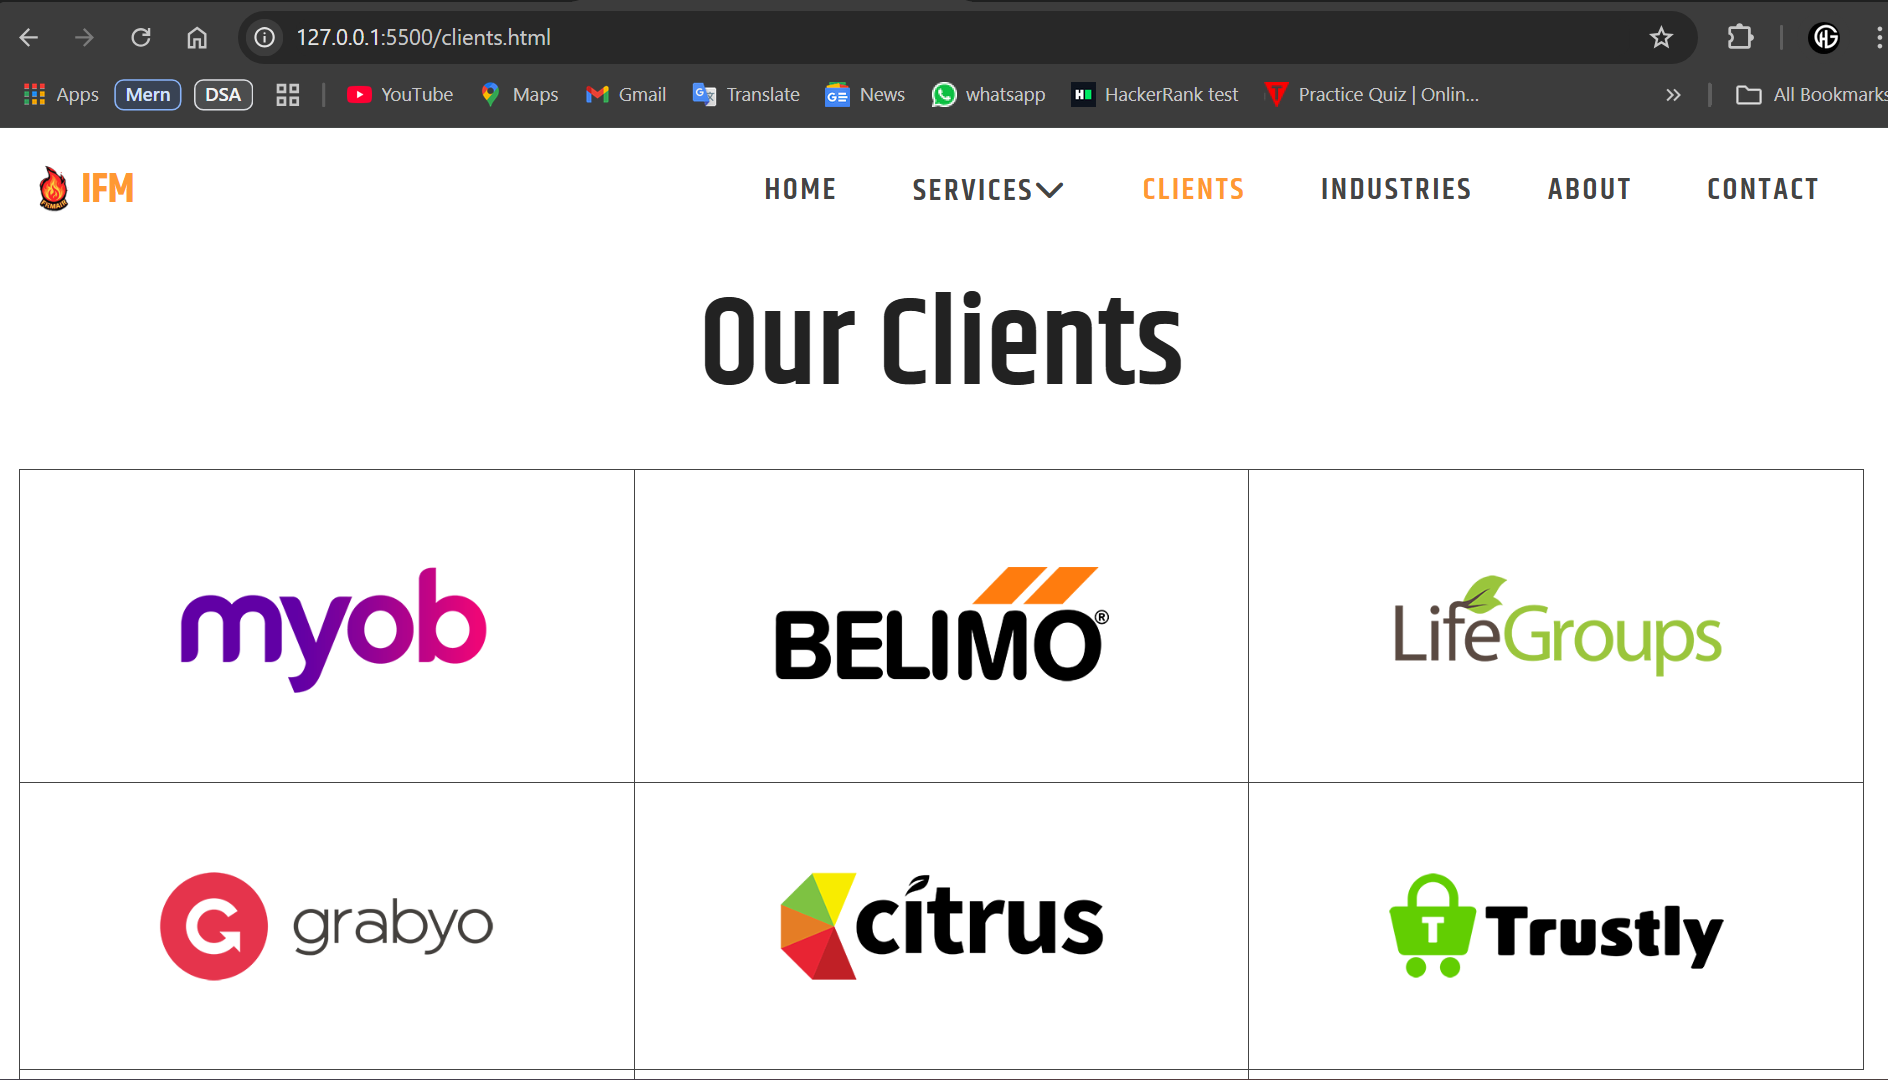 127.0.0.1:5500/clients.html
Apps Mern DSA YouTube Maps Gmail Translate News whatsapp HackerRank test Practice Quiz | Onlin... » All Bookmarks
IFM HOME SERVICES CLIENTS INDUSTRIES ABOUT CONTACT
Our Clients
myob BELIMO® LifeGroups
grabyo citrus T Trustly